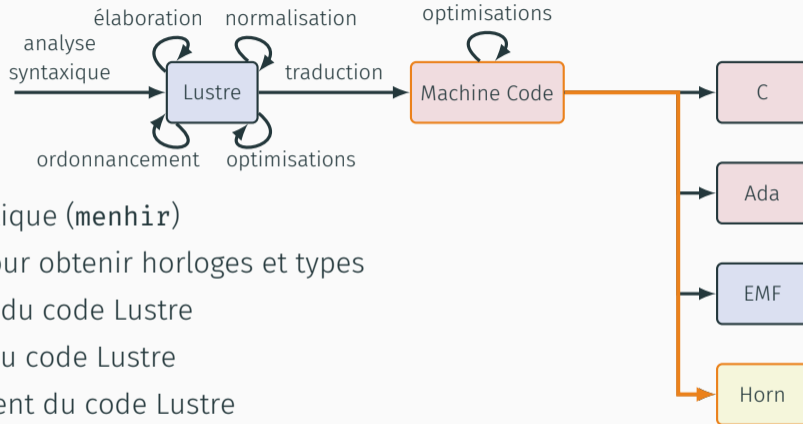 élaboration
normalisation
optimisations
analyse
syntaxique
Lustre
traduction
Machine Code
C
ordonnancement
optimisations
Ada
ique (menhir)
our obtenir horloges et types
du code Lustre
EMF
u code Lustre
Horn
ent du code Lustre